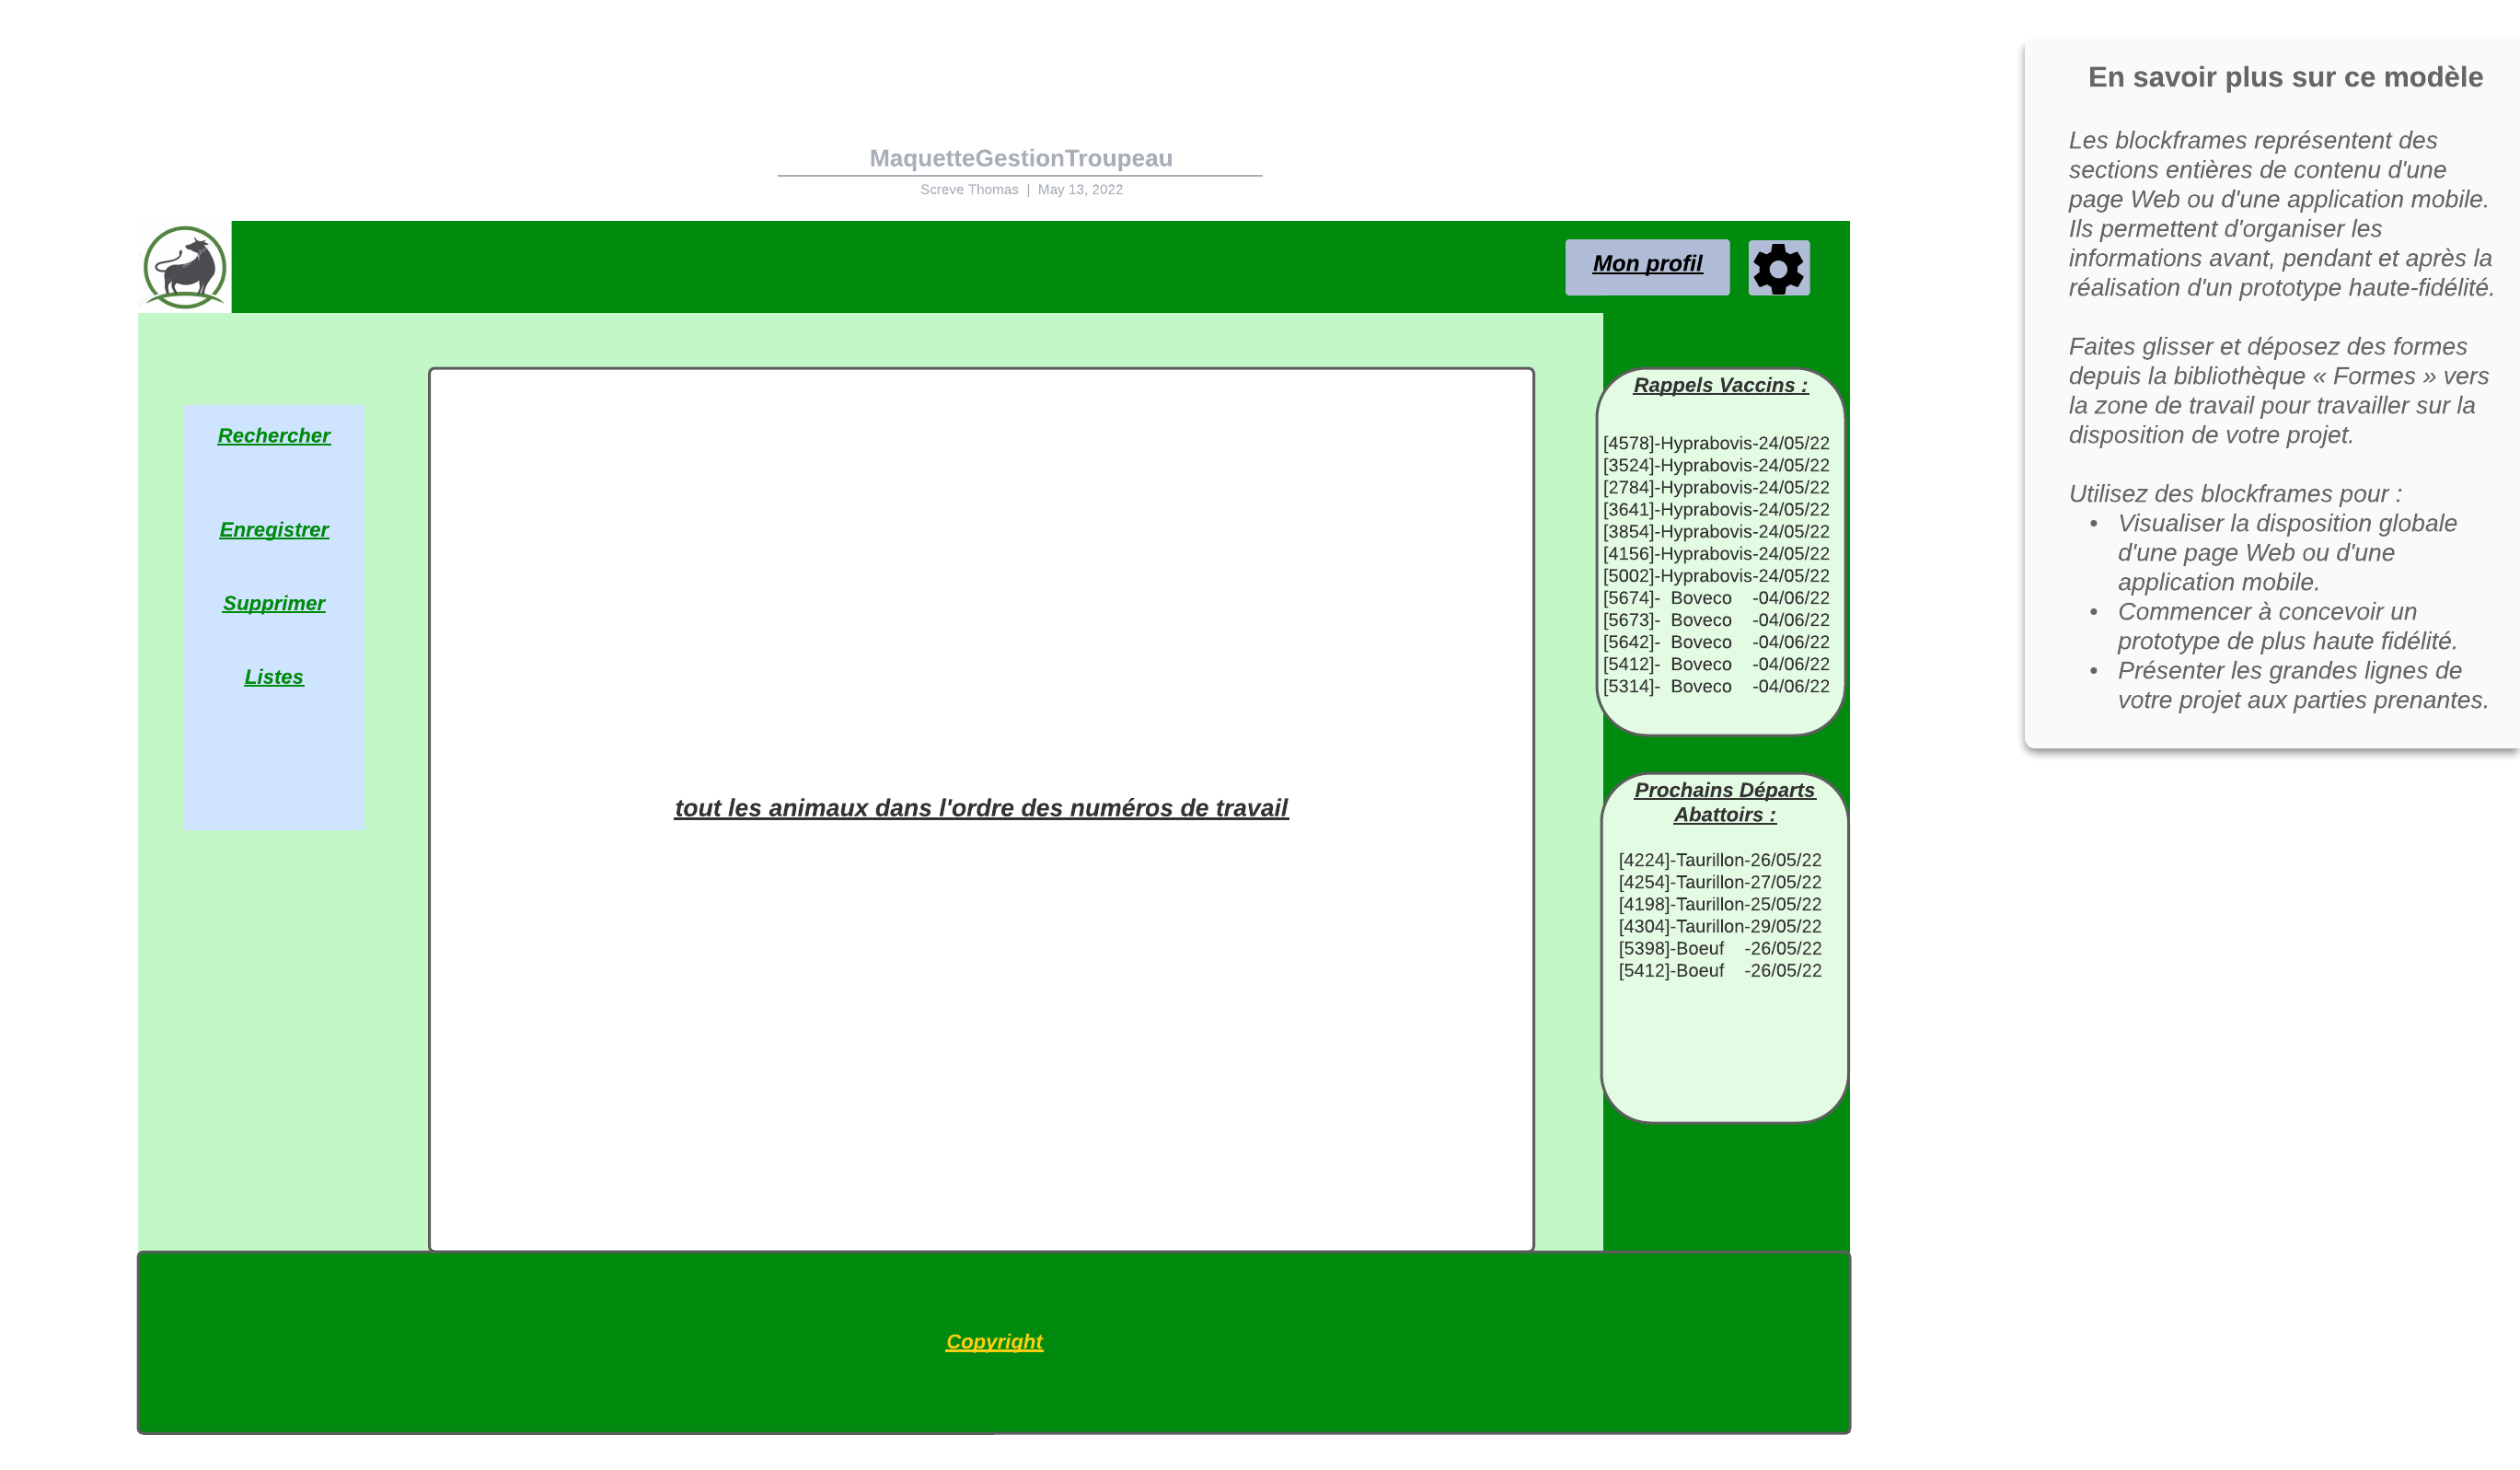 MaquetteGestionTroupeau
Screve Thomas | May 13, 2022
Mon profil
Rechercher
Enregistrer
Supprimer
Listes
tout les animaux dans l'ordre des numéros de travail
Rappels Vaccins :
[4578]-Hyprabovis-24/05/22
[3524]-Hyprabovis-24/05/22
[2784]-Hyprabovis-24/05/22
[3641]-Hyprabovis-24/05/22
[3854]-Hyprabovis-24/05/22
[4156]-Hyprabovis-24/05/22
[5002]-Hyprabovis-24/05/22
[5674]- Boveco -04/06/22
[5673]- Boveco -04/06/22
[5642]- Boveco -04/06/22
[5412]- Boveco -04/06/22
[5314]- Boveco -04/06/22
Prochains Départs
Abattoirs :
[4224]-Taurillon-26/05/22
[4254]-Taurillon-27/05/22
[4198]-Taurillon-25/05/22
[4304]-Taurillon-29/05/22
[5398]-Boeuf -26/05/22
[5412]-Boeuf -26/05/22
Copyright
En savoir plus sur ce modèle
Les blockframes représentent des
sections entières de contenu d'une
page Web ou d'une application mobile.
Ils permettent d'organiser les
informations avant, pendant et après la
réalisation d'un prototype haute-fidélité.
Faites glisser et déposez des formes
depuis la bibliothèque « Formes » vers
la zone de travail pour travailler sur la
disposition de votre projet.
Utilisez des blockframes pour :
• Visualiser la disposition globale
d'une page Web ou d'une
application mobile.
• Commencer à concevoir un
prototype de plus haute fidélité.
• Présenter les grandes lignes de
votre projet aux parties prenantes.